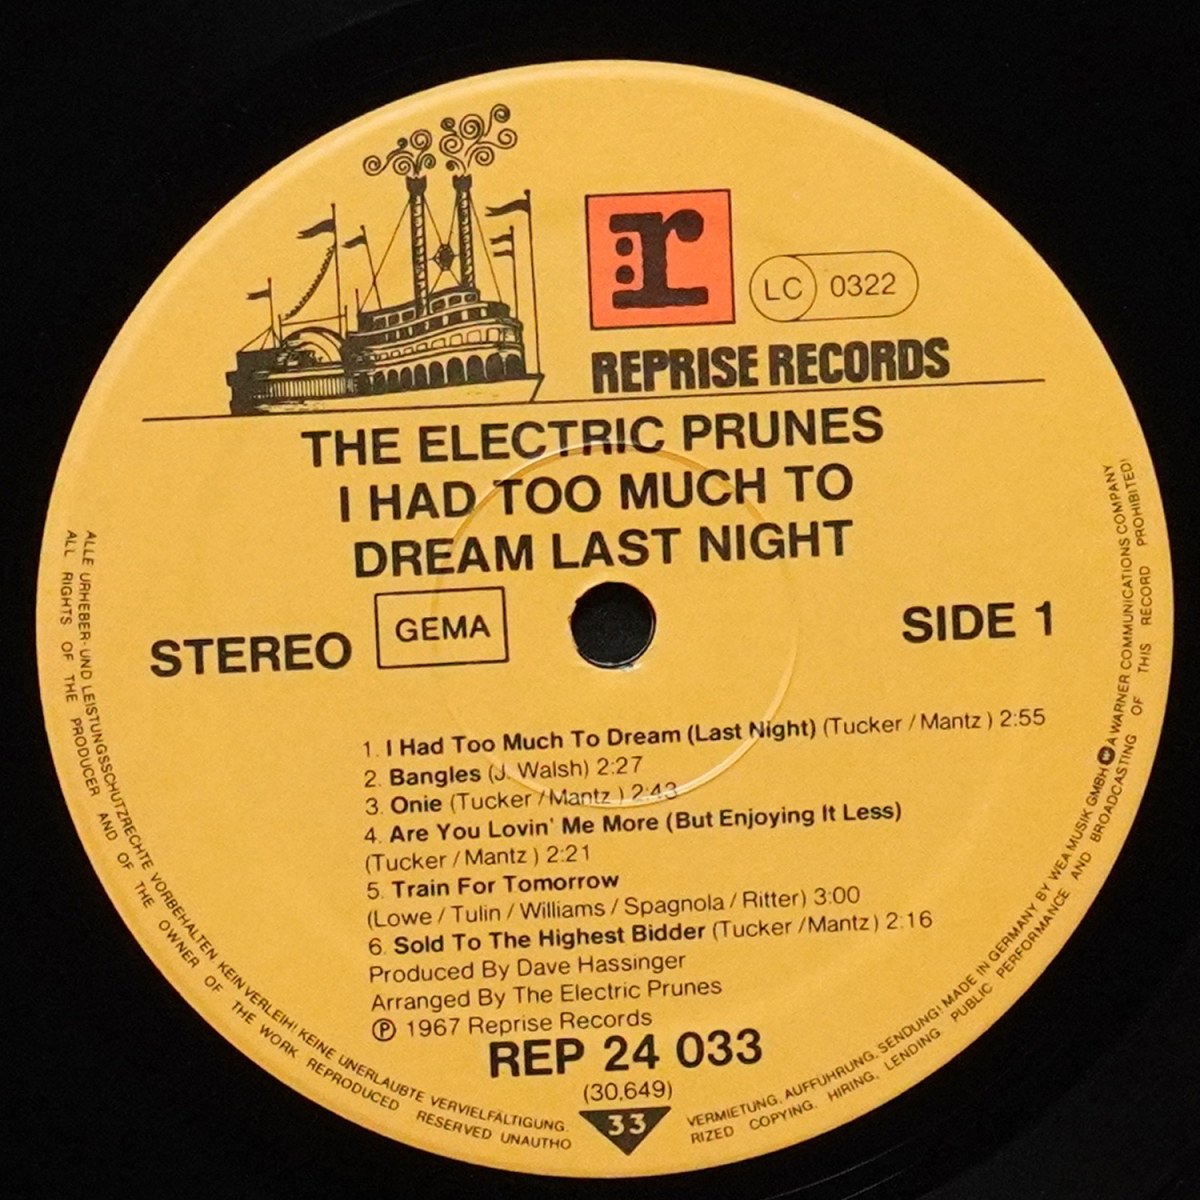 r
LC 0322
REPRISE RECORDS
THE ELECTRIC PRUNES
I HAD TOO MUCH TO
DREAM LAST NIGHT
STEREO GEMA SIDE 1
1. I Had Too Much To Dream (Last Night) (Tucker / Mantz ) 2:55
2. Bangles (J. Walsh) 2:27
3. Onie (Tucker / Mantz ) 2:43
4. Are You Lovin' Me More (But Enjoying It Less)
(Tucker / Mantz ) 2:21
5. Train For Tomorrow
(Lowe / Tulin / Williams / Spagnola / Ritter) 3:00
6. Sold To The Highest Bidder (Tucker / Mantz ) 2:16
Produced By Dave Hassinger
Arranged By The Electric Prunes
℗ 1967 Reprise Records
REP 24 033
(30.649)
33
ALLE URHEBER- UND LEISTUNGSSCHUTZRECHTE VORBEHALTEN KEIN VERLEIH! KEINE UNERLAUBTE VERVIELFÄLTIGUNG. VERMIETUNG, AUFFÜHRUNG, SENDUNG! MADE IN GERMANY BY WEA MUSIK GMBH A WARNER COMMUNICATIONS COMPANY
ALL RIGHTS OF THE PRODUCER AND OF THE OWNER OF THE WORK REPRODUCED RESERVED UNAUTHORIZED COPYING, HIRING, LENDING PUBLIC PERFORMANCE AND BROADCASTING OF THIS RECORD PROHIBITED!